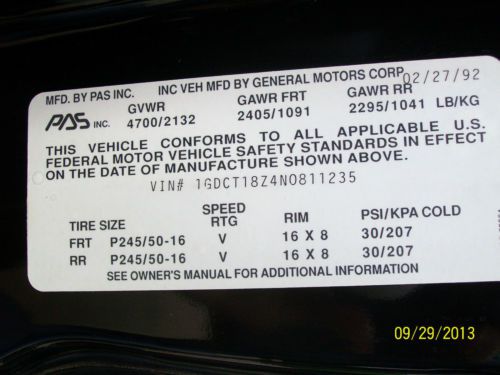 MFD. BY PAS INC. INC VEH MFD BY GENERAL MOTORS CORP 02/27/92
PAS INC. GVWR GAWR FRT GAWR RR
4700/2132 2405/1091 2295/1041 LB/KG
THIS VEHICLE CONFORMS TO ALL APPLICABLE U.S.
FEDERAL MOTOR VEHICLE SAFETY STANDARDS IN EFFECT
ON THE DATE OF MANUFACTURE SHOWN ABOVE.
VIN# 1GDCT18Z4N0811235
TIRE SIZE SPEED RTG RIM PSI/KPA COLD
FRT P245/50-16 V 16 X 8 30/207
RR P245/50-16 V 16 X 8 30/207
SEE OWNER'S MANUAL FOR ADDITIONAL INFORMATION
09/29/2013